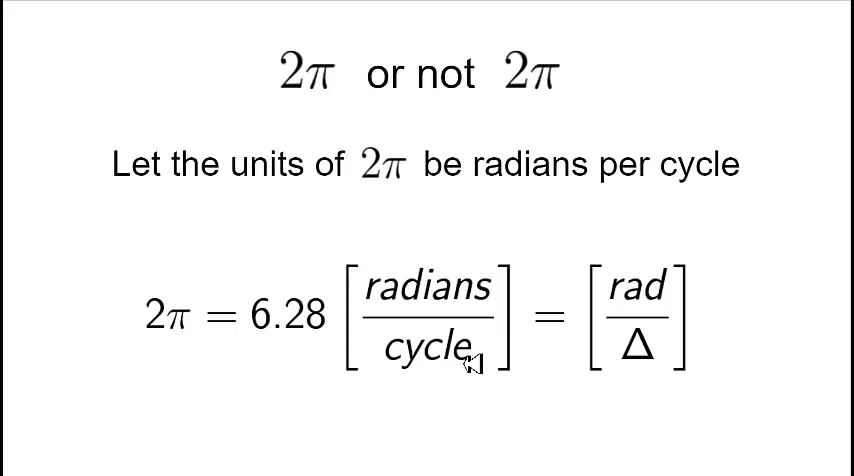 2π or not 2π
Let the units of 2π be radians per cycle
2π = 6.28 [radians/cycle] = [rad/Δ]